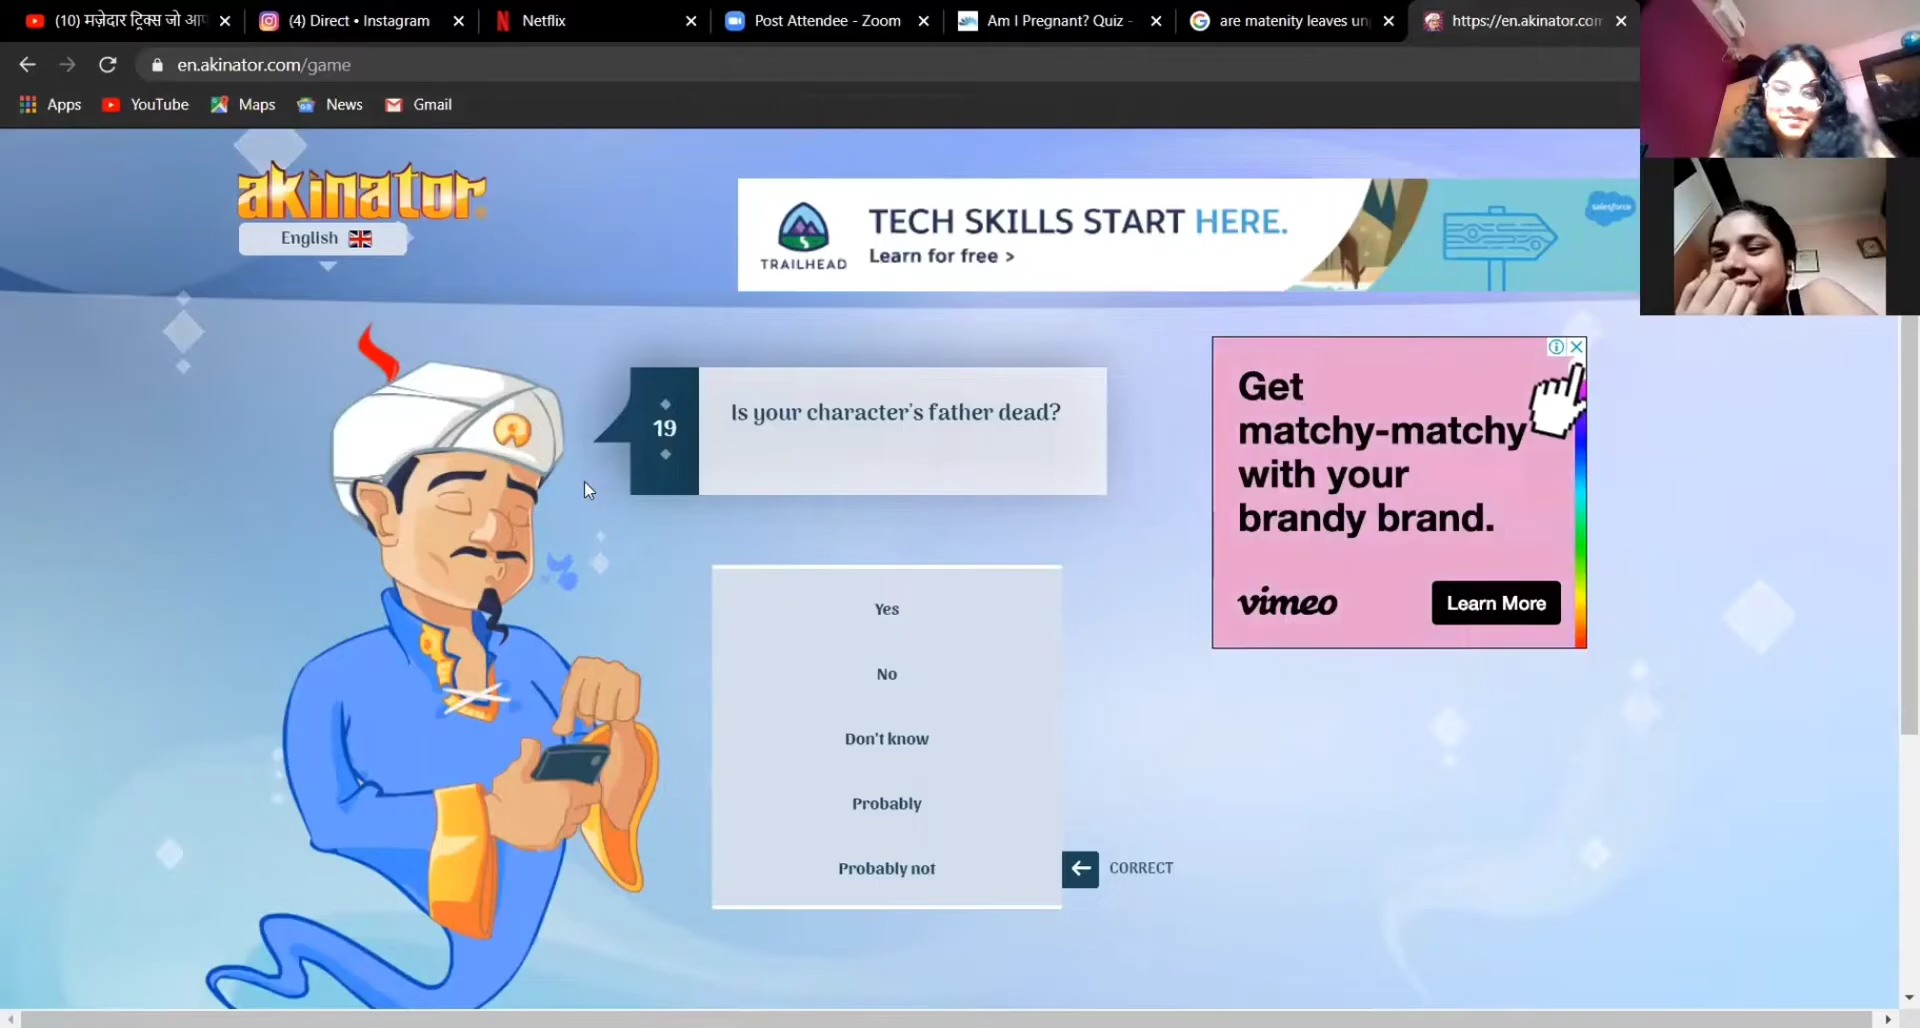 (10) मज़ेदार ट्रिक्स जो आप
(4) Direct • Instagram
Netflix
Post Attendee - Zoom
Am I Pregnant? Quiz -
are matenity leaves un
https://en.akinator.com
en.akinator.com/game
Apps
YouTube
Maps
News
Gmail
akinator
English
TRAILHEAD
TECH SKILLS START HERE.
Learn for free >
salesforce
19
Is your character's father dead?
Yes
No
Don't know
Probably
Probably not
CORRECT
Get
matchy-matchy
with your
brandy brand.
vimeo
Learn More